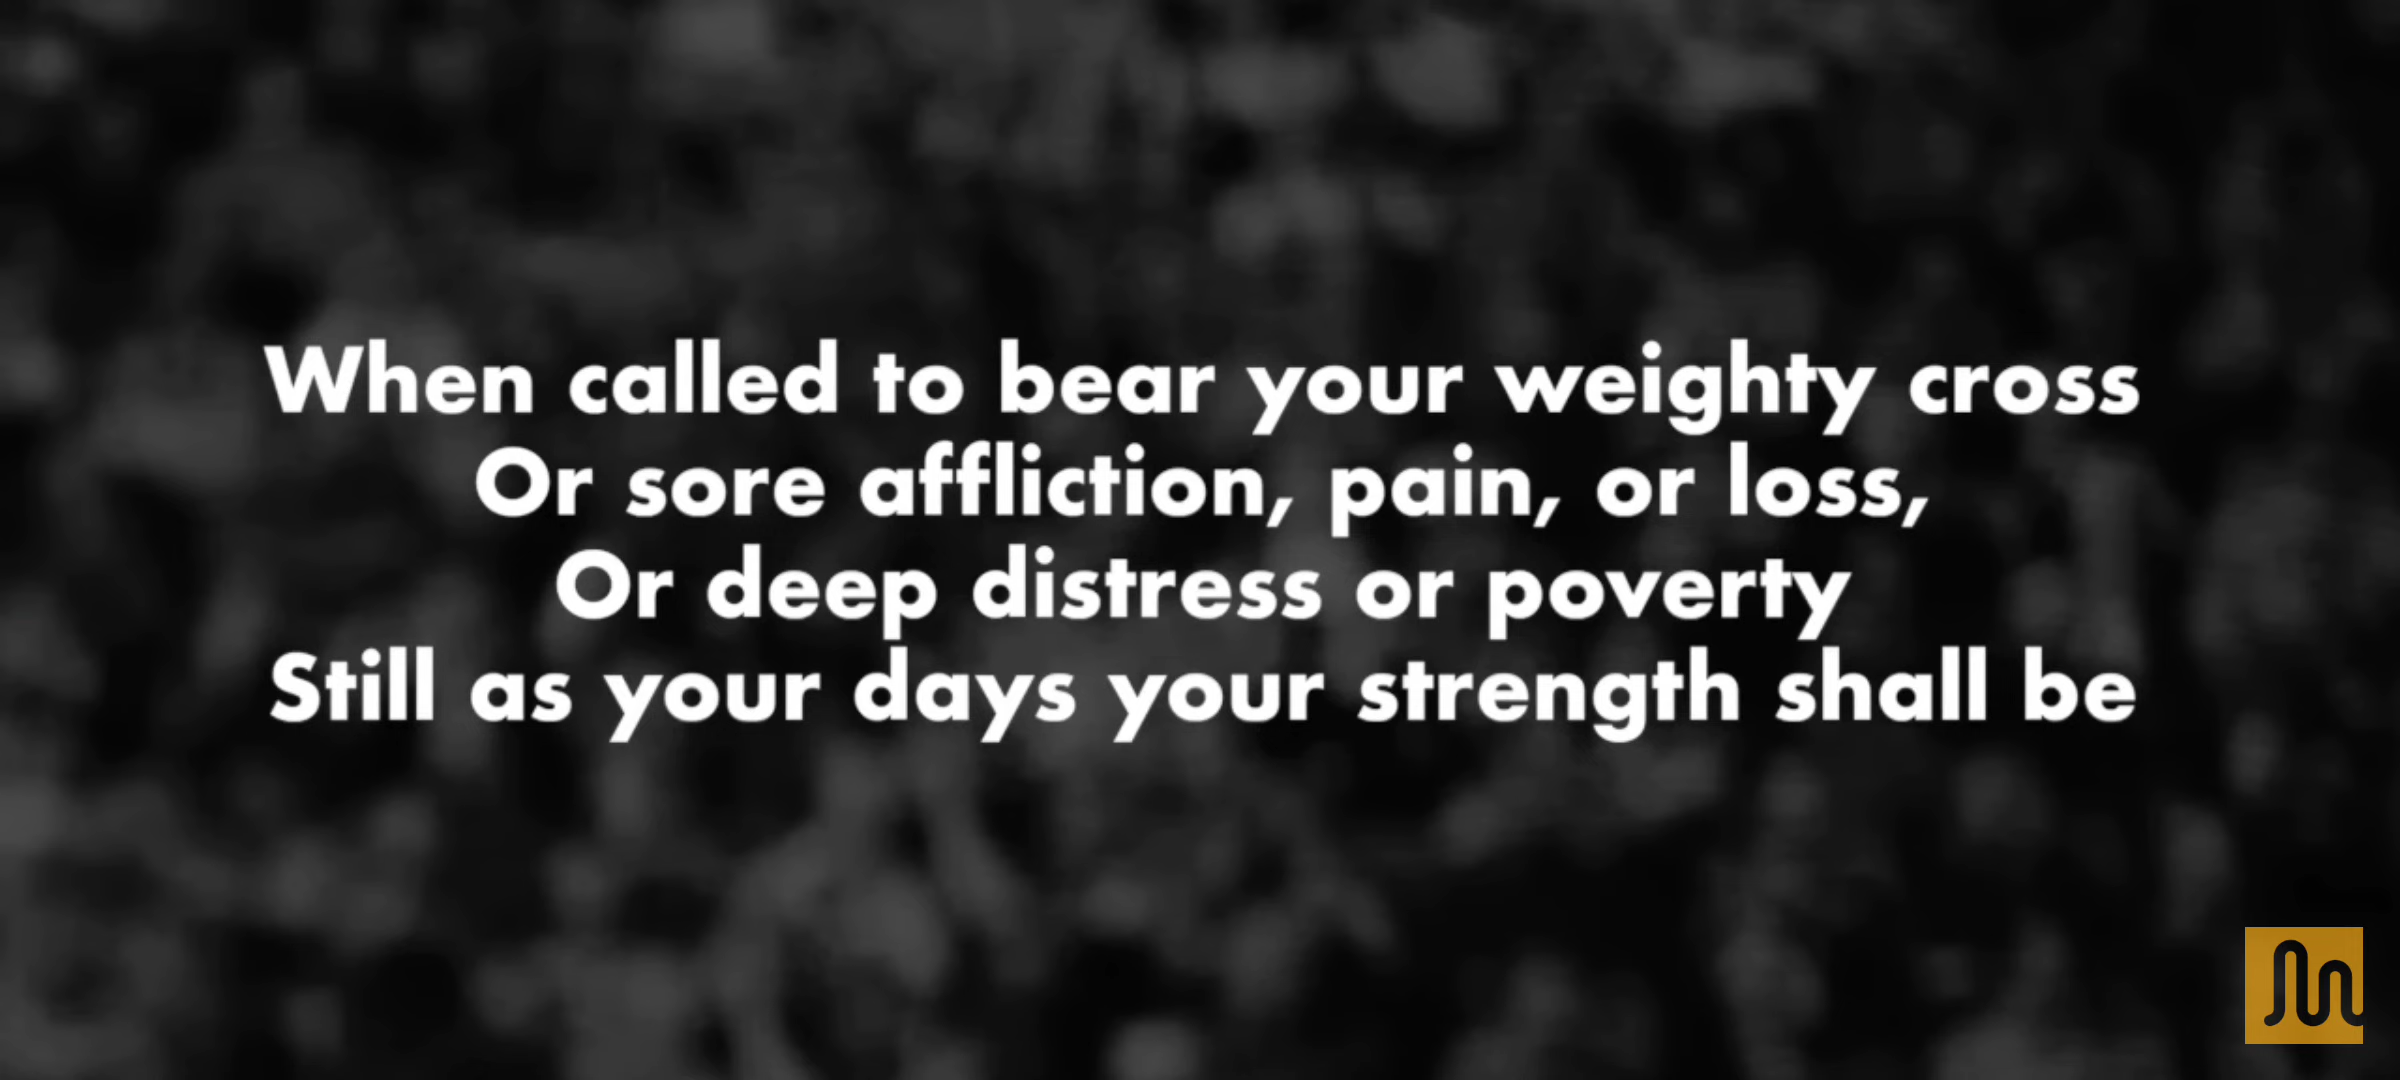 When called to bear your weighty cross
Or sore affliction, pain, or loss,
Or deep distress or poverty
Still as your days your strength shall be